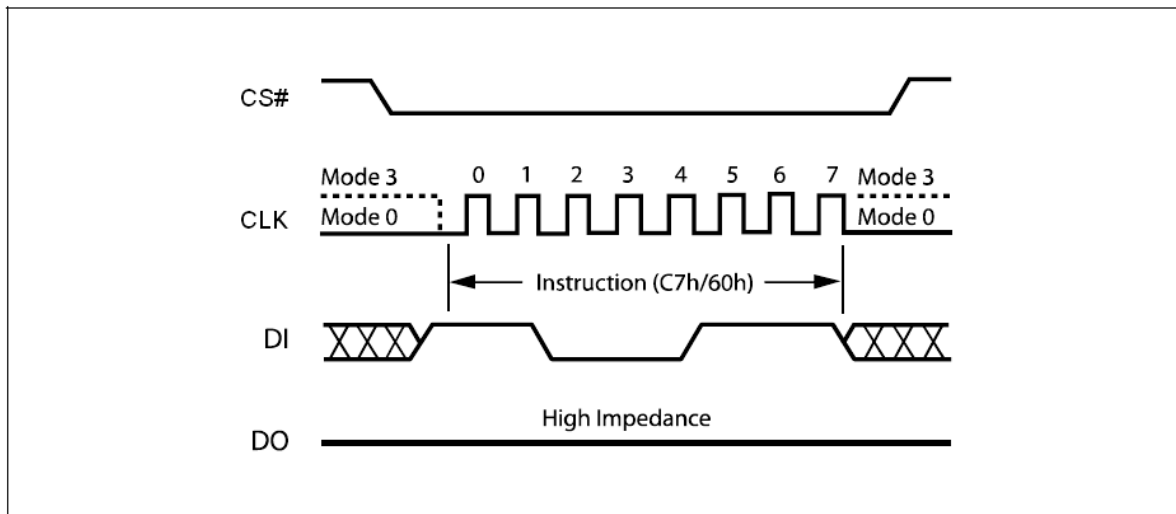 CS#
Mode 3
0 1 2 3 4 5 6 7
Mode 3
CLK
Mode 0
Mode 0
Instruction (C7h/60h)
DI
High Impedance
DO